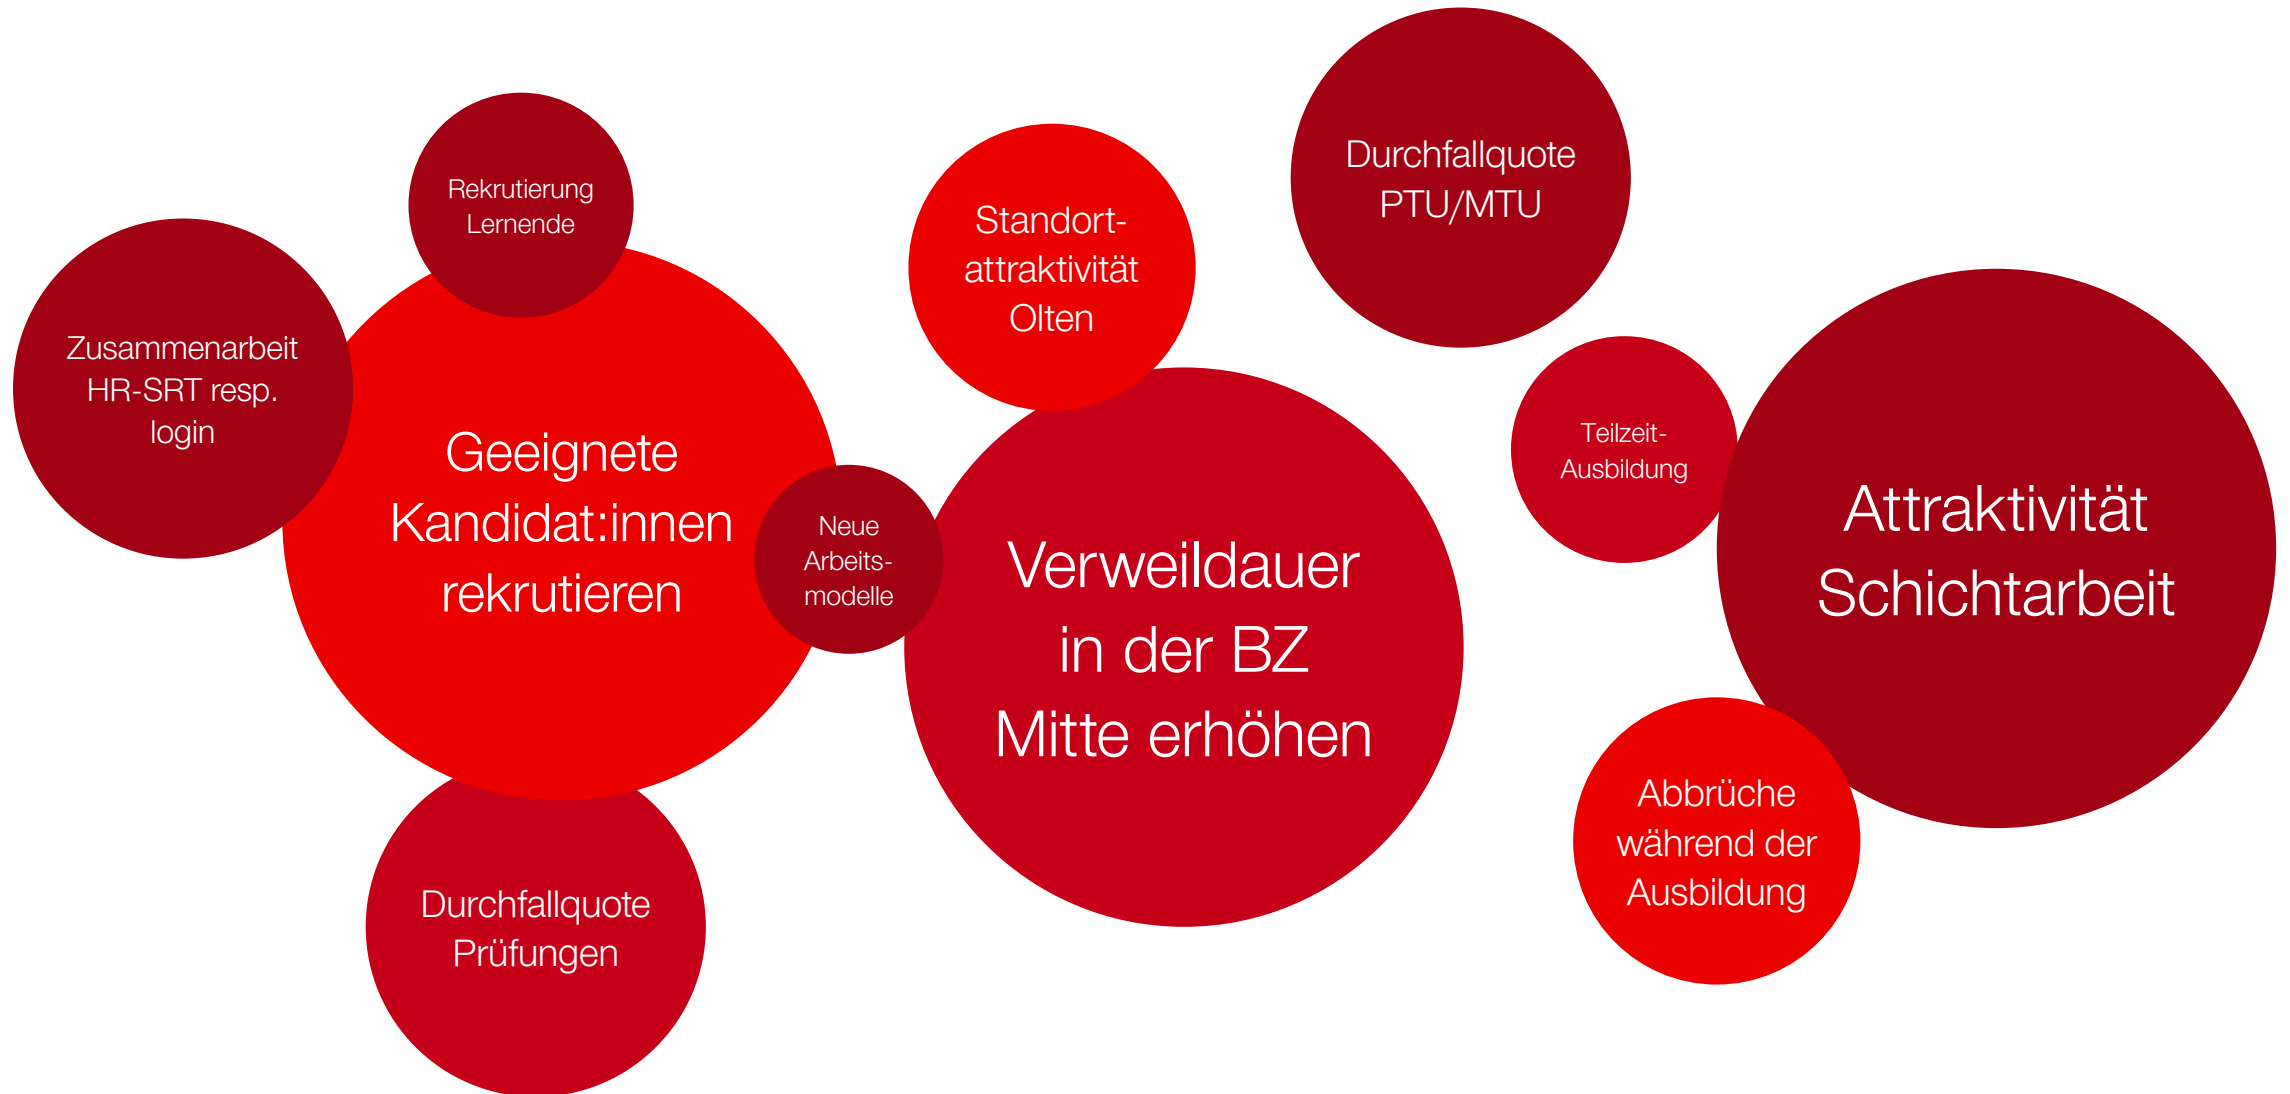 Rekrutierung
Lernende
Zusammenarbeit
HR-SRT resp.
login
Geeignete
Kandidat:innen
rekrutieren
Neue
Arbeits-
modelle
Durchfallquote
Prüfungen
Standort-
attraktivität
Olten
Verweildauer
in der BZ
Mitte erhöhen
Durchfallquote
PTU/MTU
Teilzeit-
Ausbildung
Attraktivität
Schichtarbeit
Abbrüche
während der
Ausbildung